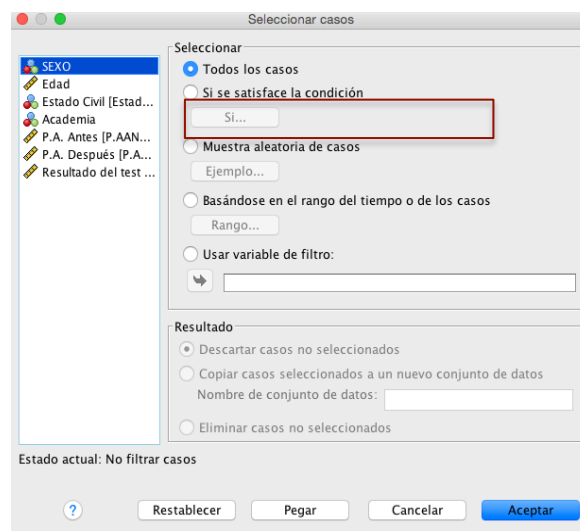 Seleccionar casos
SEXO
Edad
Estado Civil [Estad...
Academia
P.A. Antes [P.AAN...
P.A. Después [P.A...
Resultado del test ...
Seleccionar
Todos los casos
Si se satisface la condición
Si...
Muestra aleatoria de casos
Ejemplo...
Basándose en el rango del tiempo o de los casos
Rango...
Usar variable de filtro:
Resultado
Descartar casos no seleccionados
Copiar casos seleccionados a un nuevo conjunto de datos
Nombre de conjunto de datos:
Eliminar casos no seleccionados
Estado actual: No filtrar casos
?
Restablecer
Pegar
Cancelar
Aceptar